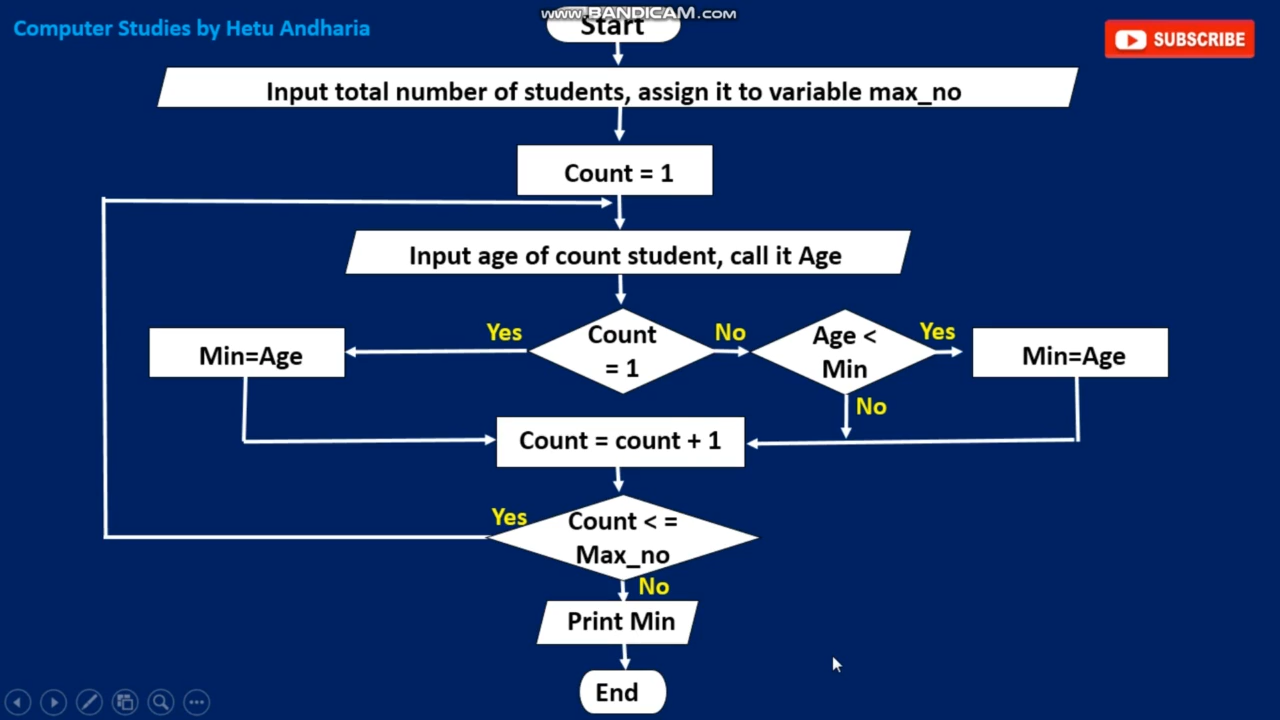 www.BANDICAM.com
Computer Studies by Hetu Andharia
SUBSCRIBE
Start
Input total number of students, assign it to variable max_no
Count = 1
Input age of count student, call it Age
Yes
Count
= 1
No
Age <
Min
Yes
Min=Age
Min=Age
No
Count = count + 1
Yes
Count < =
Max_no
No
Print Min
End